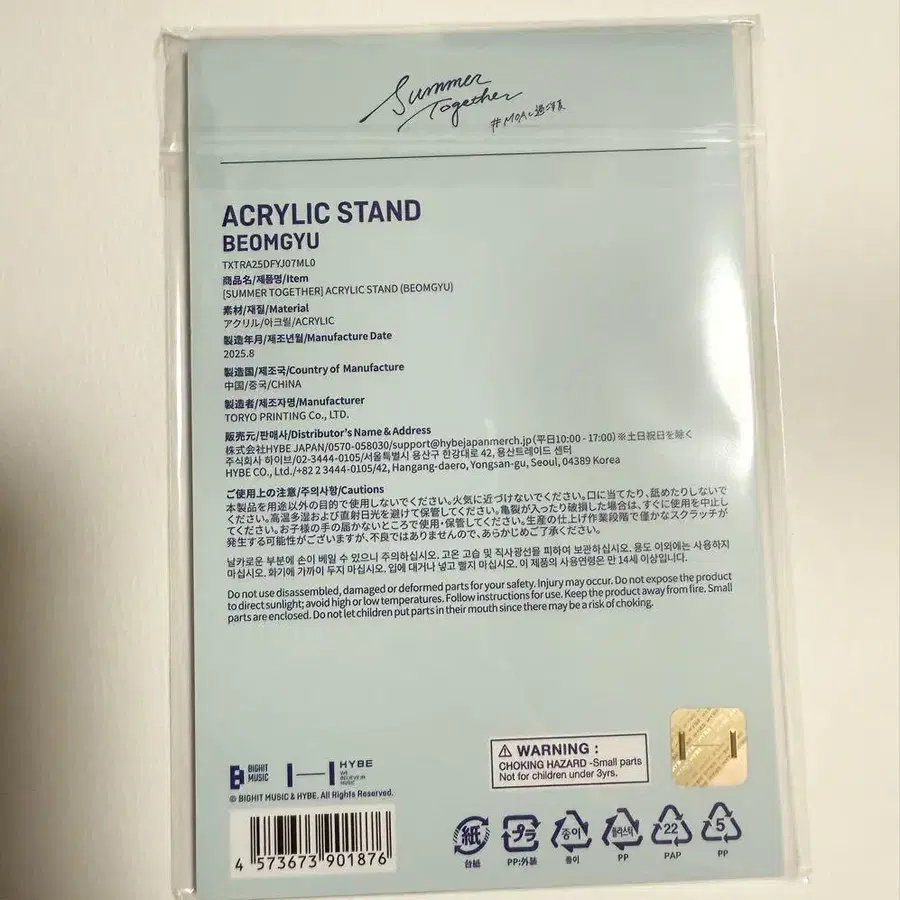 Summer
Together
#MOAと過ごす夏
ACRYLIC STAND
BEOMGYU
TXTRA25DFYJ07ML0
商品名/제품명/Item
[SUMMER TOGETHER] ACRYLIC STAND (BEOMGYU)
素材/재질/Material
アクリル/아크릴/ACRYLIC
製造年月/제조년월/Manufacture Date
2025.8
製造国/제조국/Country of Manufacture
中国/중국/CHINA
製造者/제조자명/Manufacturer
TORYO PRINTING Co., LTD.
販売元/판매사/Distributor's Name & Address
株式会社HYBE JAPAN/0570-058030/support@hybejapanmerch.jp(平日10:00 - 17:00)※土日祝日を除く
주식회사 하이브/02-3444-0105/서울특별시 용산구 한강대로 42, 용산트레이드 센터
HYBE CO., Ltd./+82 2 3444-0105/42, Hangang-daero, Yongsan-gu, Seoul, 04389 Korea
ご使用上の注意/주의사항/Cautions
本製品を用途以外の目的で使用しないでください。火気に近づけないでください。口に当てたり、舐めたりしないで
ください。高温多湿および直射日光を避けて保管してください。亀裂が入ったり破損した場合は、すぐに使用を中止し
てください。お子様の手の届かないところで使用・保管してください。生産の仕上げ作業段階で僅かなスクラッチが
発生する可能性がございますが、不良ではありませんので、あらかじめご了承ください。
날카로운 부분에 손이 베일 수 있으니 주의하십시오. 고온 고습 및 직사광선을 피하여 보관하십시오. 용도 이외에는 사용하지
마십시오. 화기에 가까이 두지 마십시오. 입에 대거나 넣고 빨지 마십시오. 이 제품의 사용연령은 만 14세 이상입니다.
Do not use disassembled, damaged or deformed parts for your safety. Injury may occur. Do not expose the product
to direct sunlight; avoid high or low temperatures. Follow instructions for use. Keep the product away from fire. Small
parts are enclosed. Do not let children put parts in their mouth since there may be a risk of choking.
WARNING :
CHOKING HAZARD -Small parts
Not for children under 3yrs.
BIGHIT
MUSIC
HYBE
WE
BELIEVE IN
MUSIC
© BIGHIT MUSIC & HYBE. All Rights Reserved.
4 573673 901876
紙
台紙
プラ
PP:外装
종이
종이
플라스틱
PP
22
PAP
5
PP